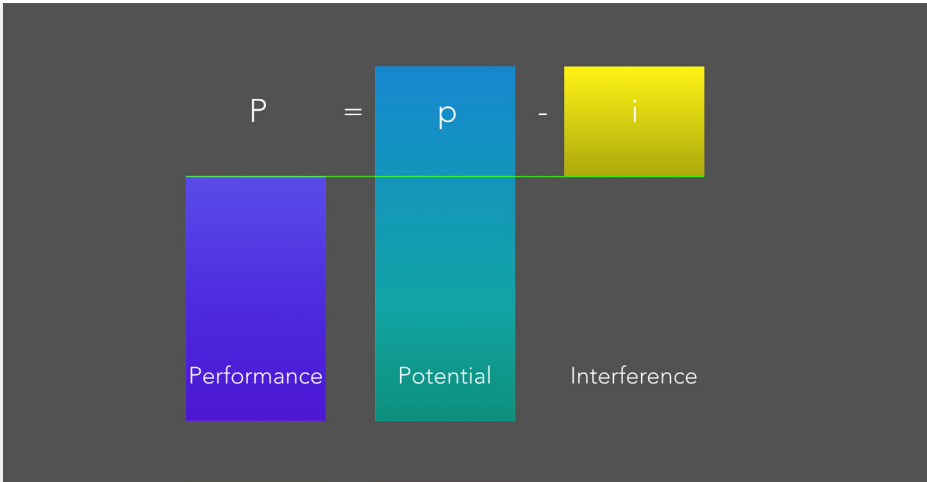 P = p - i
Performance Potential Interference